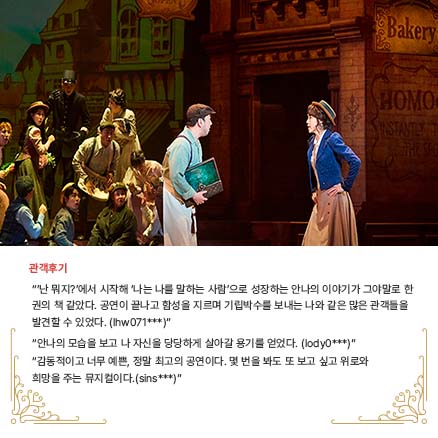 Bakery
HOMO
INSTANTLY
관객후기
“‘난 뭐지?’에서 시작해 ‘나는 나를 말하는 사람’으로 성장하는 안나의 이야기가 그야말로 한
권의 책 같았다. 공연이 끝나고 함성을 지르며 기립박수를 보내는 나와 같은 많은 관객들을
발견할 수 있었다. (lhw071***)”
“안나의 모습을 보고 나 자신을 당당하게 살아갈 용기를 얻었다. (lody0***)”
“감동적이고 너무 예쁜, 정말 최고의 공연이다. 몇 번을 봐도 또 보고 싶고 위로와
희망을 주는 뮤지컬이다.(sins***)”